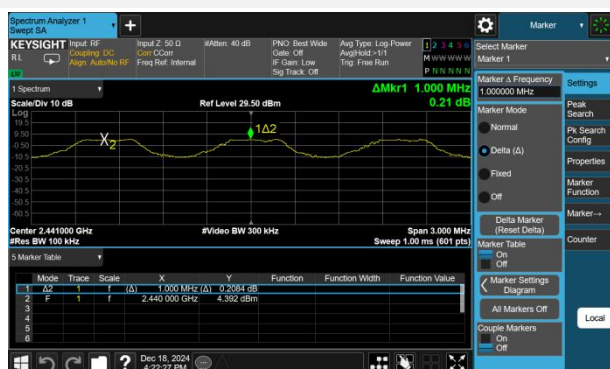 Spectrum Analyzer 1
Swept SA
+
Marker
KEYSIGHT
RL
Input: RF
Coupling: DC
Align: Auto/No RF
Input Z: 50 Ω
Corr CCorr
Freq Ref: Internal
#Atten: 40 dB
PNO: Best Wide
Gate: Off
IF Gain: Low
Sig Track: Off
Avg Type: Log-Power
Avg|Hold:>1/1
Trig: Free Run
1 2 3 4 5 6
M W W W W W
P N N N N N
Select Marker
Marker 1
1 Spectrum
Scale/Div 10 dB
Log
Ref Level 29.50 dBm
ΔMkr1 1.000 MHz
0.21 dB
19.5
9.50
-0.50
-10.5
-20.5
-30.5
-40.5
-50.5
-60.5
X2
1Δ2
Center 2.441000 GHz
#Res BW 100 kHz
#Video BW 300 kHz
Span 3.000 MHz
Sweep 1.00 ms (601 pts)
5 Marker Table
Mode Trace Scale X Y Function Function Width Function Value
1 Δ2 1 f (Δ) 1.000 MHz (Δ) 0.2084 dB
2 F 1 f 2.440 000 GHz 4.392 dBm
3
4
5
6
Dec 18, 2024
4:22:27 PM
Marker Δ Frequency
1.000000 MHz
Marker Mode
Normal
Delta (Δ)
Fixed
Off
Delta Marker
(Reset Delta)
Marker Table
On
Off
Marker Settings
Diagram
All Markers Off
Couple Markers
On
Off
Settings
Peak
Search
Pk Search
Config
Properties
Marker
Function
Marker→
Counter
Local